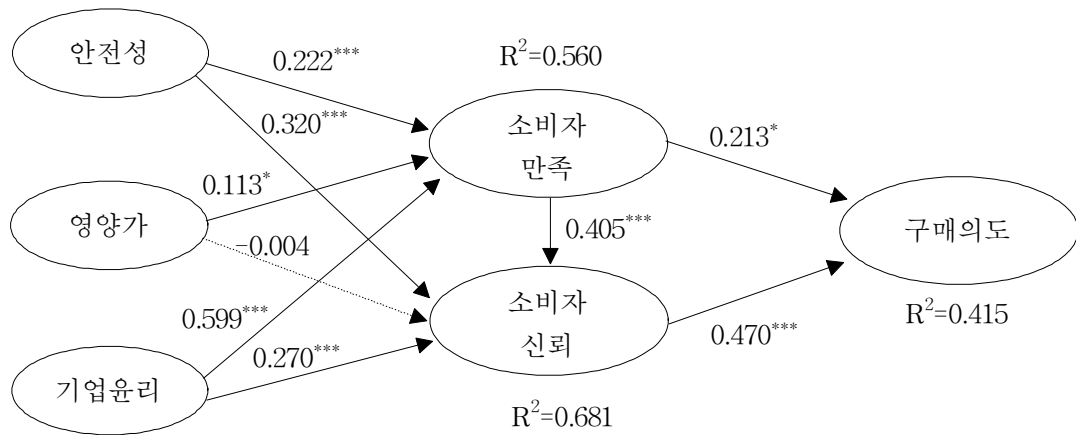 안전성
0.222***
R²=0.560
0.320***
소비자
만족
0.213*
0.113*
영양가
-0.004
0.405***
구매의도
0.599***
소비자
신뢰
0.470***
R²=0.415
0.270***
기업윤리
R²=0.681